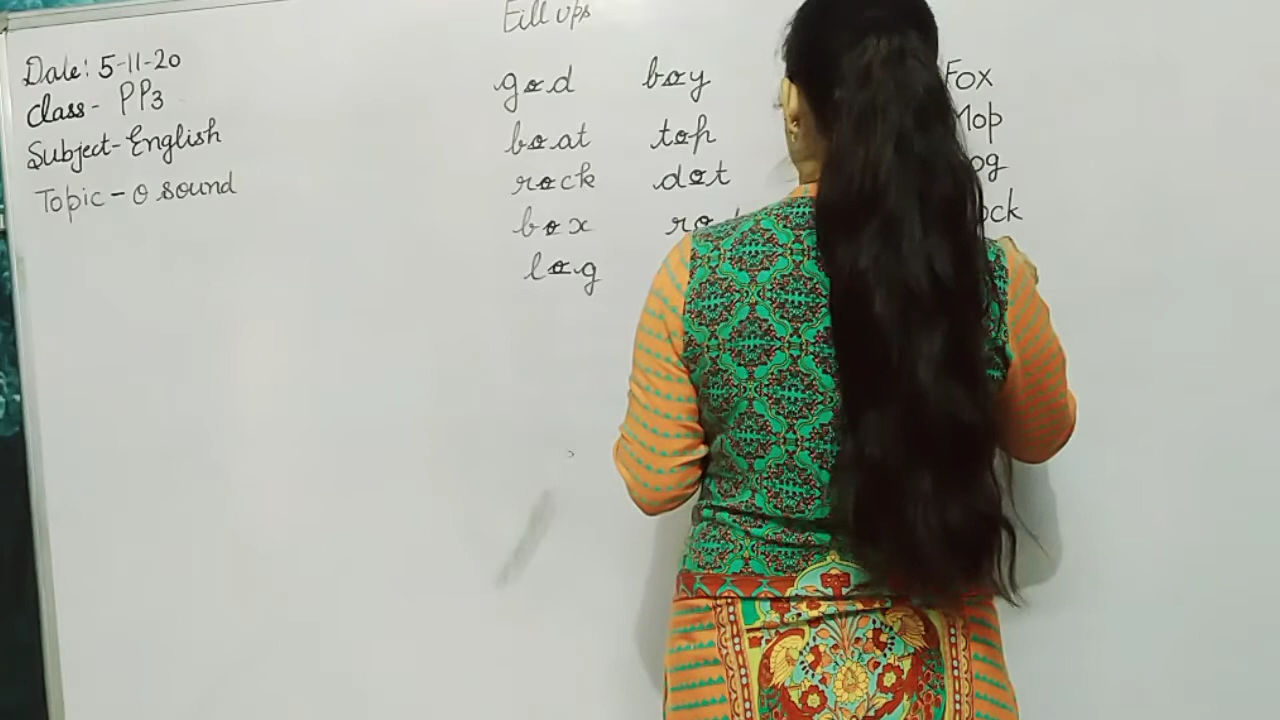 Fill ups
Date: 5-11-20
Class- PP3
Subject-English
Topic - o sound
god boy Fox
boat top Mop
rock dot
box
log